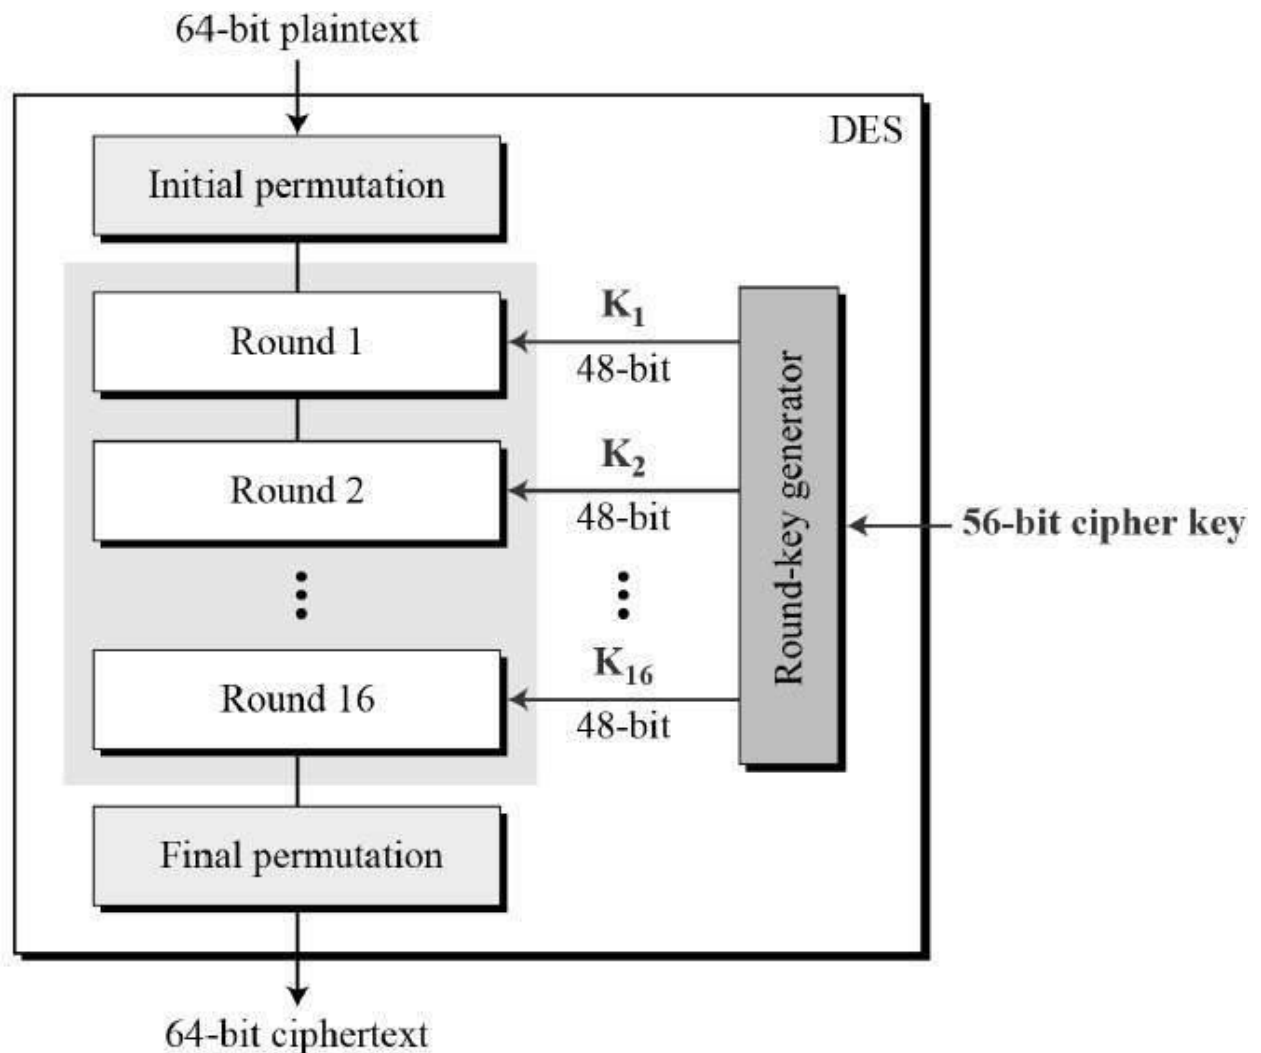 64-bit plaintext
DES
Initial permutation
Round 1
K₁
48-bit
Round 2
K₂
48-bit
Round-key generator
56-bit cipher key
Round 16
K₁₆
48-bit
Final permutation
64-bit ciphertext